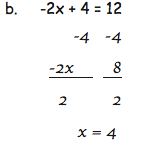 b. -2x + 4 = 12
-4 -4
-2x 8
2 2
x = 4